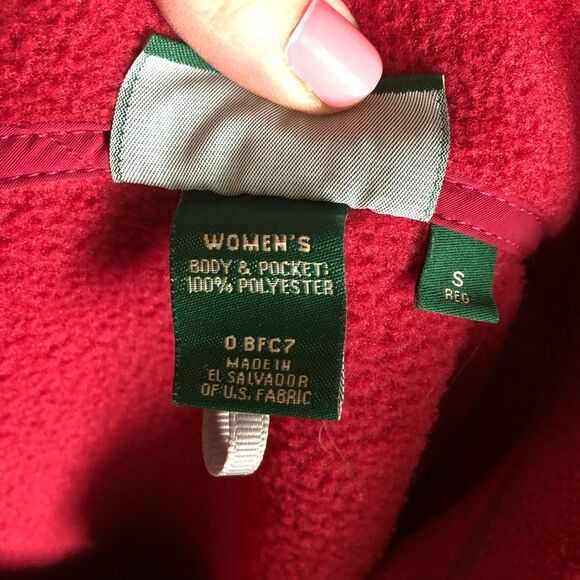 WOMEN'S
BODY & POCKET:
100% POLYESTER
0 BFC7
MADE IN
EL SALVADOR
OF U.S. FABRIC
S
REG